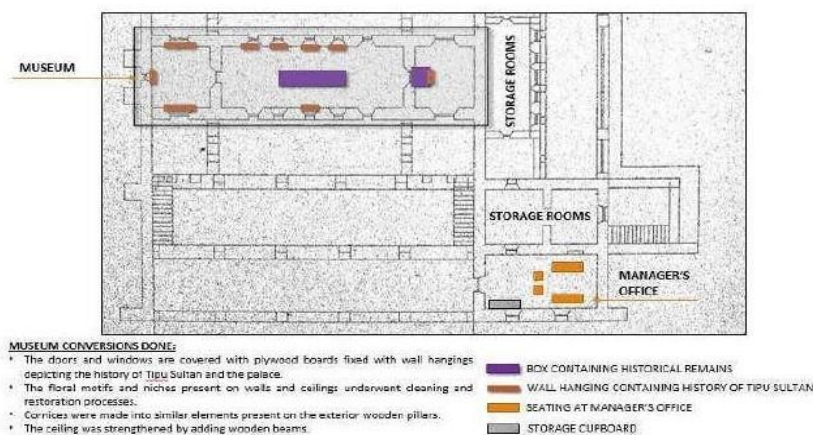 MUSEUM
STORAGE ROOMS
STORAGE ROOMS
MANAGER'S
OFFICE
MUSEUM CONVERSIONS DONE:
• The doors and windows are covered with plywood boards fixed with wall hangings
depicting the history of Tipu Sultan and the palace.
• The floral motifs and niches present on walls and ceilings underwent cleaning and
restoration processes.
• Cornices were made into similar elements present on the exterior wooden pillars.
• The ceiling was strengthened by adding wooden beams.
BOX CONTAINING HISTORICAL REMAINS
WALL HANGING CONTAINING HISTORY OF TIPU SULTAN
SEATING AT MANAGER'S OFFICE
STORAGE CUPBOARD